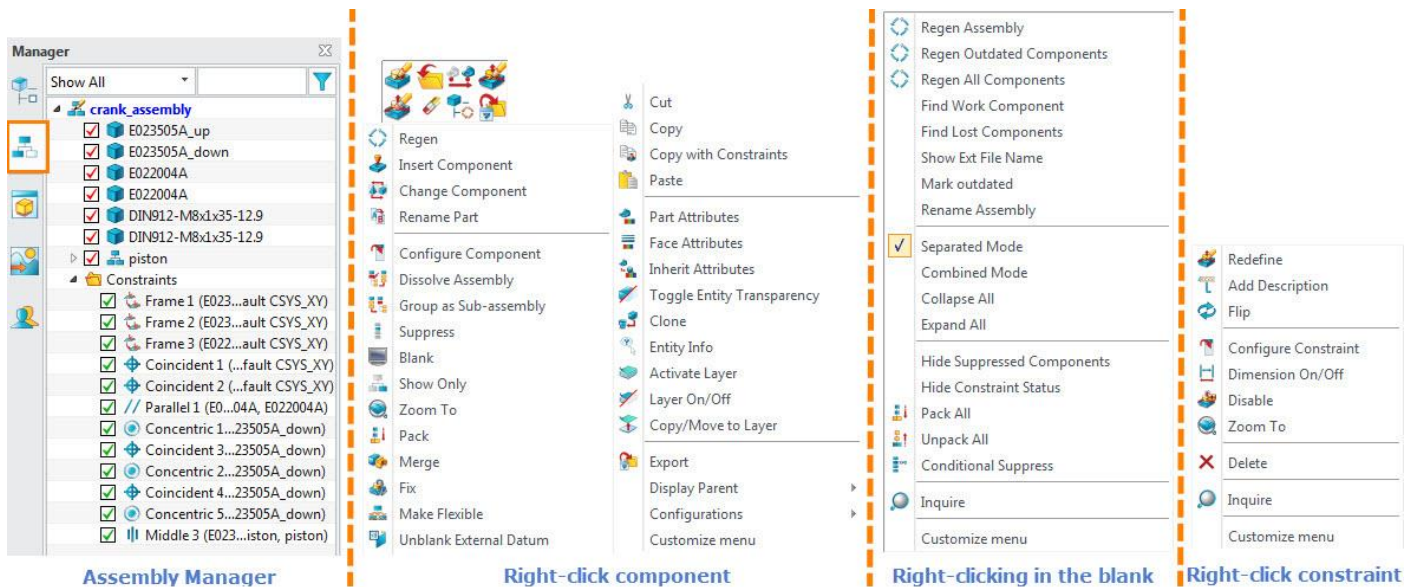 Manager
Show All
crank_assembly
E023505A_up
E023505A_down
E022004A
E022004A
DIN912-M8x1x35-12.9
DIN912-M8x1x35-12.9
piston
Constraints
Frame 1 (E023...ault CSYS_XY)
Frame 2 (E023...ault CSYS_XY)
Frame 3 (E022...ault CSYS_XY)
Coincident 1 (...fault CSYS_XY)
Coincident 2 (...fault CSYS_XY)
Parallel 1 (E0...04A, E022004A)
Concentric 1...23505A_down)
Coincident 3...23505A_down)
Concentric 2...23505A_down)
Coincident 4...23505A_down)
Concentric 5...23505A_down)
Middle 3 (E023...iston, piston)
Assembly Manager
Regen
Insert Component
Change Component
Rename Part
Configure Component
Dissolve Assembly
Group as Sub-assembly
Suppress
Blank
Show Only
Zoom To
Pack
Merge
Fix
Make Flexible
Unblank External Datum
Cut
Copy
Copy with Constraints
Paste
Part Attributes
Face Attributes
Inherit Attributes
Toggle Entity Transparency
Clone
Entity Info
Activate Layer
Layer On/Off
Copy/Move to Layer
Export
Display Parent
Configurations
Customize menu
Right-click component
Regen Assembly
Regen Outdated Components
Regen All Components
Find Work Component
Find Lost Components
Show Ext File Name
Mark outdated
Rename Assembly
Separated Mode
Combined Mode
Collapse All
Expand All
Hide Suppressed Components
Hide Constraint Status
Pack All
Unpack All
Conditional Suppress
Inquire
Customize menu
Right-clicking in the blank
Redefine
Add Description
Flip
Configure Constraint
Dimension On/Off
Disable
Zoom To
Delete
Inquire
Customize menu
Right-click constraint